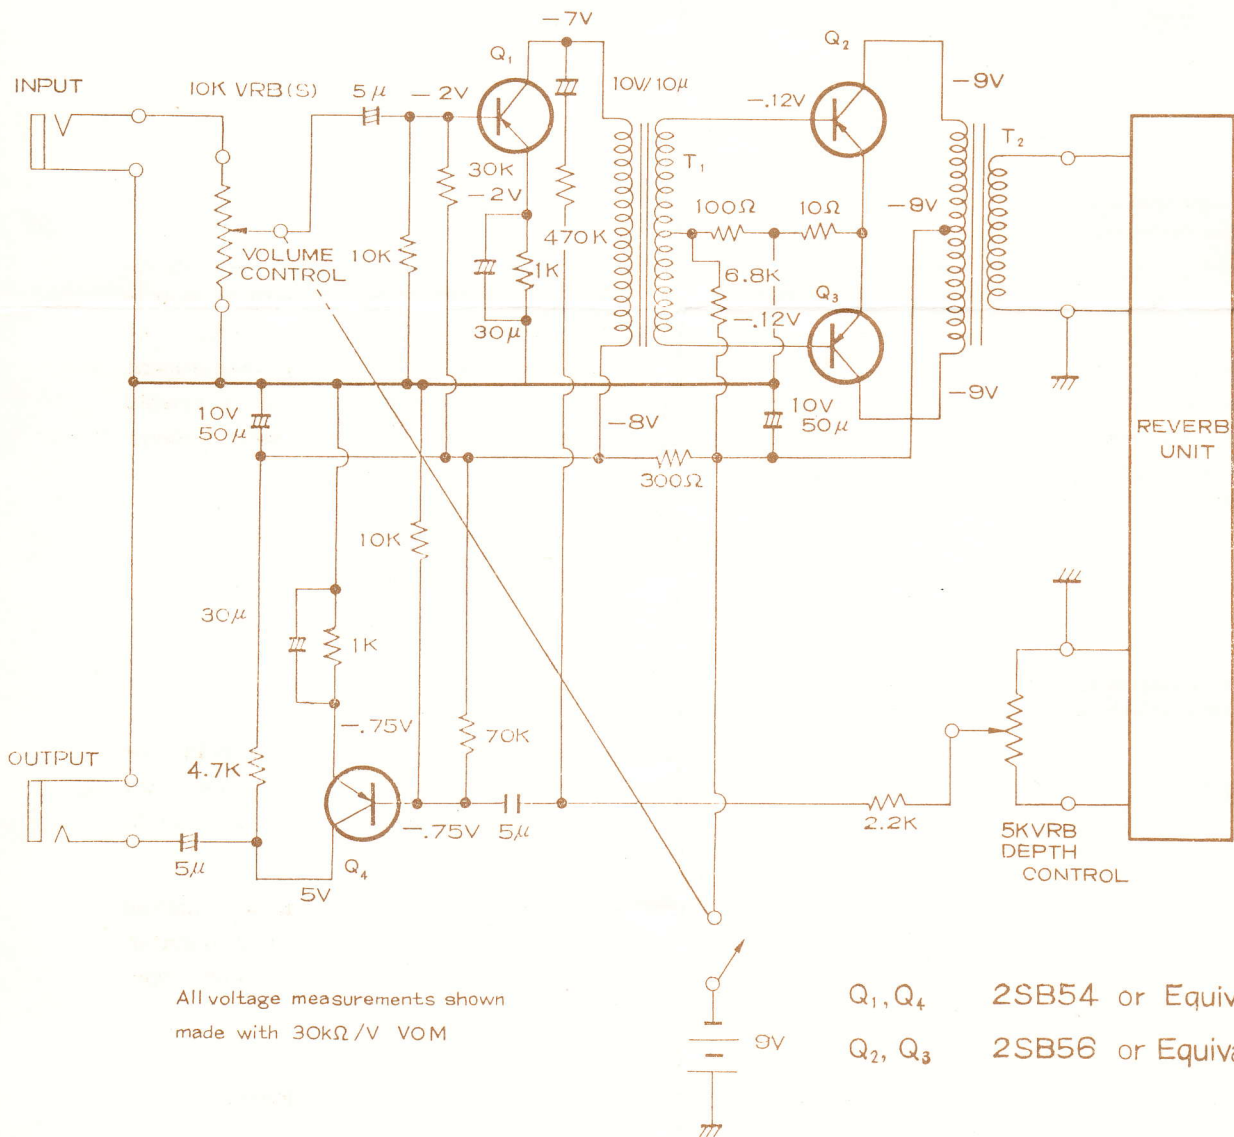 −7V
Q₁
Q₂
INPUT
10K VRB(S)
5μ
−2V
10V/10μ
−.12V
−9V
T₁
T₂
30K
−2V
100Ω
10Ω
−8V
VOLUME
CONTROL
10K
470K
1K
6.8K
Q₃
30μ
−.12V
−9V
10V
50μ
−8V
10V
50μ
REVERB
UNIT
300Ω
10K
30μ
1K
−.75V
70K
OUTPUT
4.7K
−.75V
5μ
2.2K
5KVRB
DEPTH
CONTROL
5μ
Q₄
5V
All voltage measurements shown
made with 30kΩ/V VOM
9V
Q₁, Q₄ 2SB54 or Equiv
Q₂, Q₃ 2SB56 or Equiva